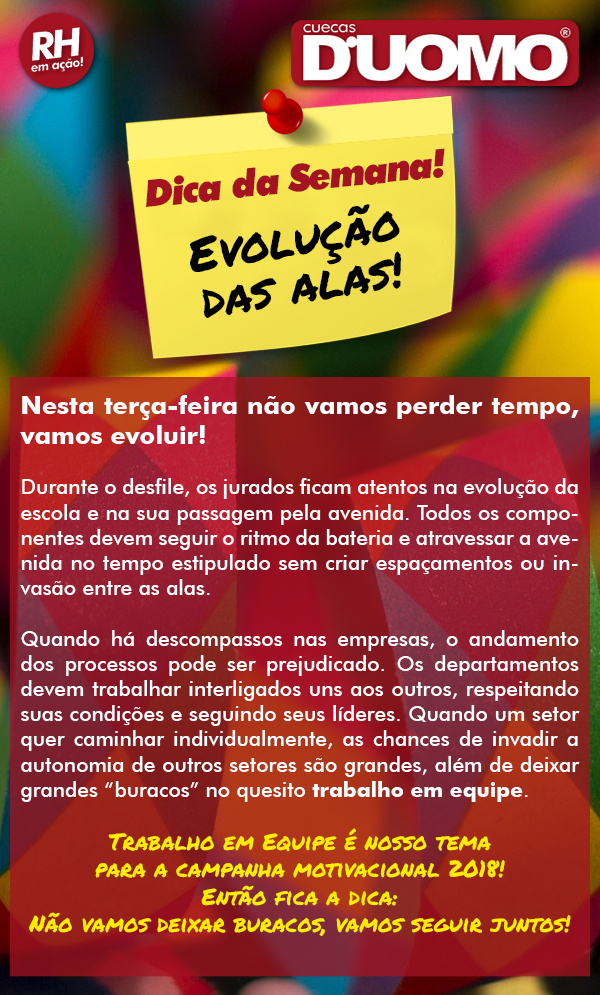 RH
em ação!
CUECAS
D'UOMO®
Dica da Semana!
EVOLUÇÃO
DAS ALAS!
Nesta terça-feira não vamos perder tempo,
vamos evoluir!
Durante o desfile, os jurados ficam atentos na evolução da
escola e na sua passagem pela avenida. Todos os compo-
nentes devem seguir o ritmo da bateria e atravessar a ave-
nida no tempo estipulado sem criar espaçamentos ou in-
vasão entre as alas.
Quando há descompassos nas empresas, o andamento
dos processos pode ser prejudicado. Os departamentos
devem trabalhar interligados uns aos outros, respeitando
suas condições e seguindo seus líderes. Quando um setor
quer caminhar individualmente, as chances de invadir a
autonomia de outros setores são grandes, além de deixar
grandes “buracos” no quesito trabalho em equipe.
TRABALHO EM EQUIPE É NOSSO TEMA
PARA A CAMPANHA MOTIVACIONAL 2018!
ENTÃO FICA A DICA:
NÃO VAMOS DEIXAR BURACOS, VAMOS SEGUIR JUNTOS!